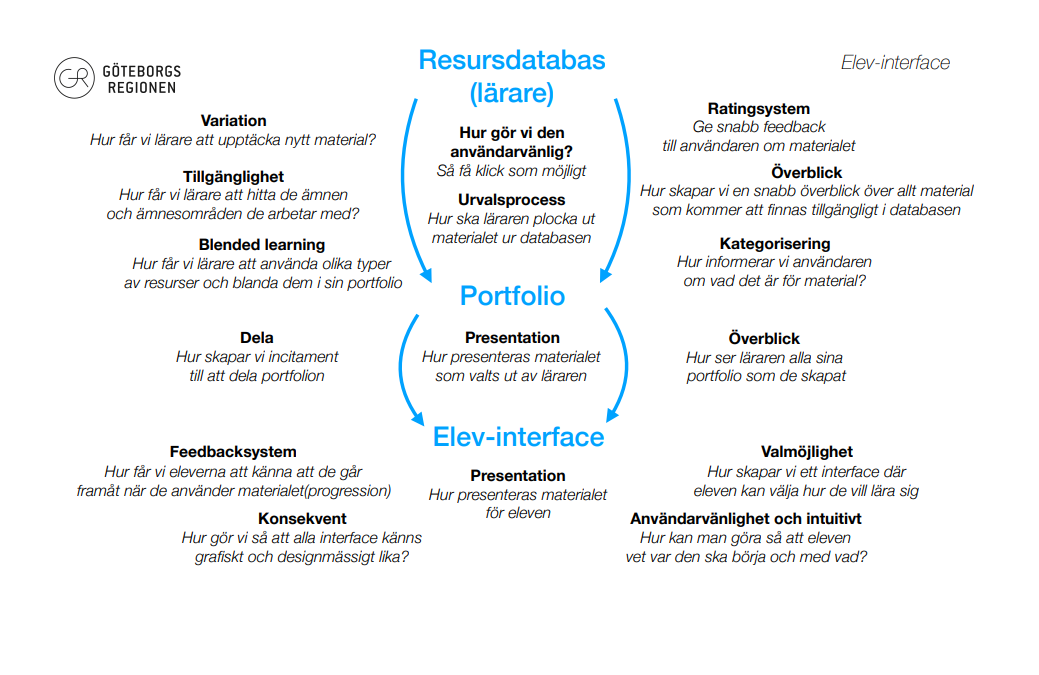 GÖTEBORGS
REGIONEN
Elev-interface
Resursdatabas
(lärare)
Variation
Hur får vi lärare att upptäcka nytt material?
Tillgänglighet
Hur får vi lärare att hitta de ämnen
och ämnesområden de arbetar med?
Blended learning
Hur får vi lärare att använda olika typer
av resurser och blanda dem i sin portfolio
Hur gör vi den
användarvänlig?
Så få klick som möjligt
Urvalsprocess
Hur ska läraren plocka ut
materialet ur databasen
Ratingsystem
Ge snabb feedback
till användaren om materialet
Överblick
Hur skapar vi en snabb överblick över allt material
som kommer att finnas tillgängligt i databasen
Kategorisering
Hur informerar vi användaren
om vad det är för material?
Portfolio
Dela
Hur skapar vi incitament
till att dela portfolion
Presentation
Hur presenteras materialet
som valts ut av läraren
Överblick
Hur ser läraren alla sina
portfolio som de skapat
Elev-interface
Feedbacksystem
Hur får vi eleverna att känna att de går
framåt när de använder materialet(progression)
Konsekvent
Hur gör vi så att alla interface känns
grafiskt och designmässigt lika?
Presentation
Hur presenteras materialet
för eleven
Valmöjlighet
Hur skapar vi ett interface där
eleven kan välja hur de vill lära sig
Användarvänlighet och intuitivt
Hur kan man göra så att eleven
vet var den ska börja och med vad?